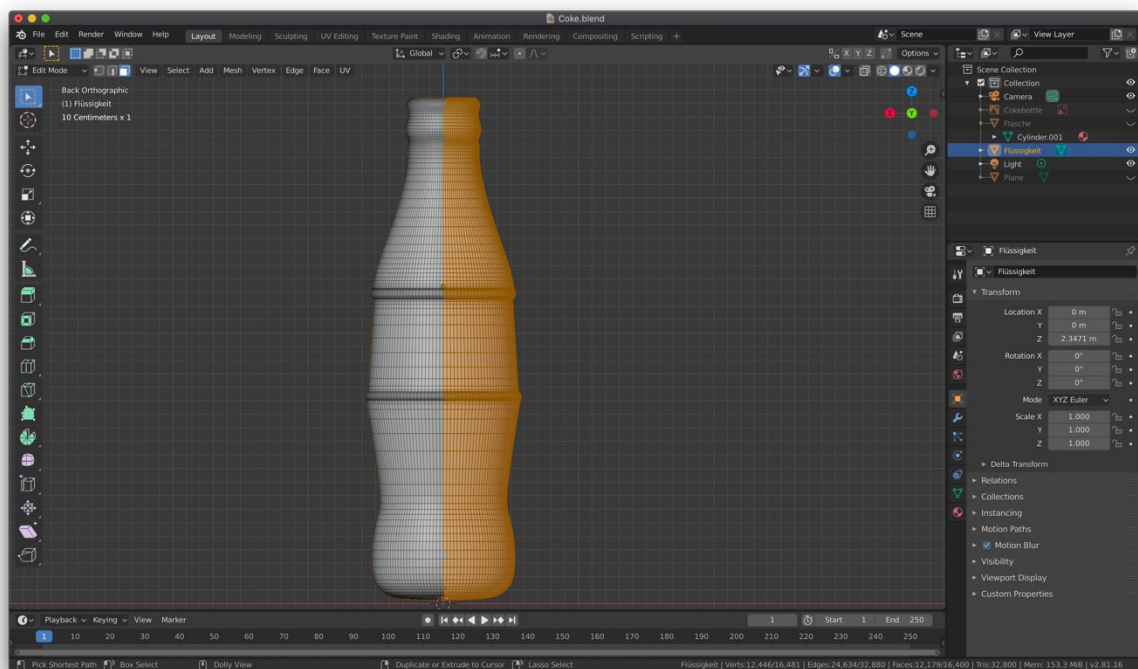 Coke.blend
File Edit Render Window Help Layout Modeling Sculpting UV Editing Texture Paint Shading Animation Rendering Compositing Scripting + Scene View Layer
Global X Y Z Options
Edit Mode View Select Add Mesh Vertex Edge Face UV
Back Orthographic
(1) Flüssigkeit
10 Centimeters x 1
Z
X Y
Scene Collection
Collection
Camera
Cokebottle
Flasche
Cylinder.001
Flüssigkeit
Light
Plane
Flüssigkeit
Flüssigkeit
Transform
Location X 0 m
Y 0 m
Z 2.3471 m
Rotation X 0°
Y 0°
Z 0°
Mode XYZ Euler
Scale X 1.000
Y 1.000
Z 1.000
Delta Transform
Relations
Collections
Instancing
Motion Paths
Motion Blur
Visibility
Viewport Display
Custom Properties
Playback Keying View Marker 1 Start 1 End 250
1 10 20 30 40 50 60 70 80 90 100 110 120 130 140 150 160 170 180 190 200 210 220 230 240 250
Pick Shortest Path Box Select Dolly View Duplicate or Extrude to Cursor Lasso Select Flüssigkeit | Verts:12,446/16,481 | Edges:24,634/32,880 | Faces:12,179/16,400 | Tris:32,800 | Mem: 153.3 MiB | v2.81.16